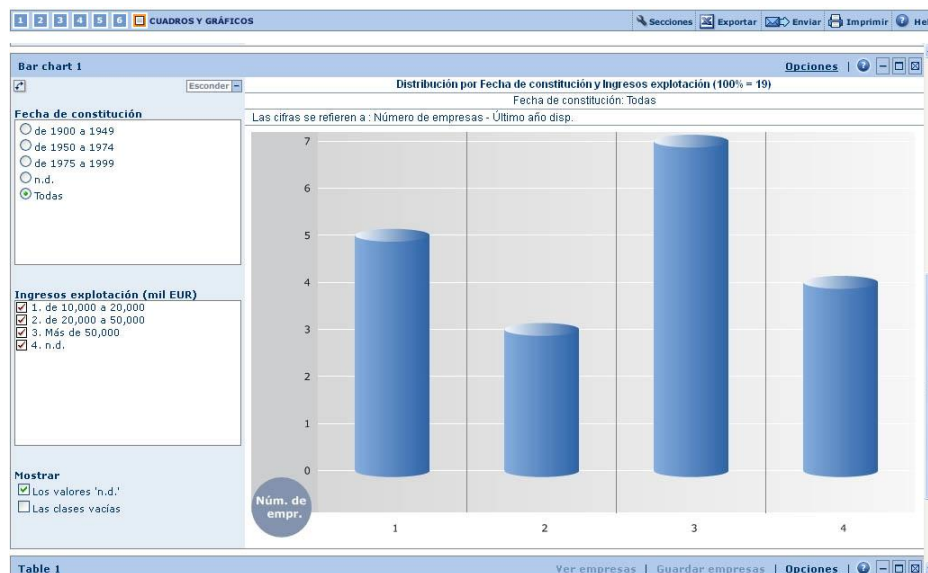 1 2 3 4 5 6 CUADROS Y GRÁFICOS Secciones Exportar Enviar Imprimir ? Hel
Bar chart 1 Opciones | ?
Esconder
Distribución por Fecha de constitución y Ingresos explotación (100% = 19)
Fecha de constitución: Todas
Las cifras se refieren a : Número de empresas - Último año disp.
Fecha de constitución
de 1900 a 1949
de 1950 a 1974
de 1975 a 1999
n.d.
Todas
Ingresos explotación (mil EUR)
1. de 10,000 a 20,000
2. de 20,000 a 50,000
3. Más de 50,000
4. n.d.
Mostrar
Los valores 'n.d.'
Las clases vacías
7
6
5
4
3
2
1
0
Núm. de
empr.
1 2 3 4
Table 1 Ver empresas | Guardar empresas | Opciones | ?